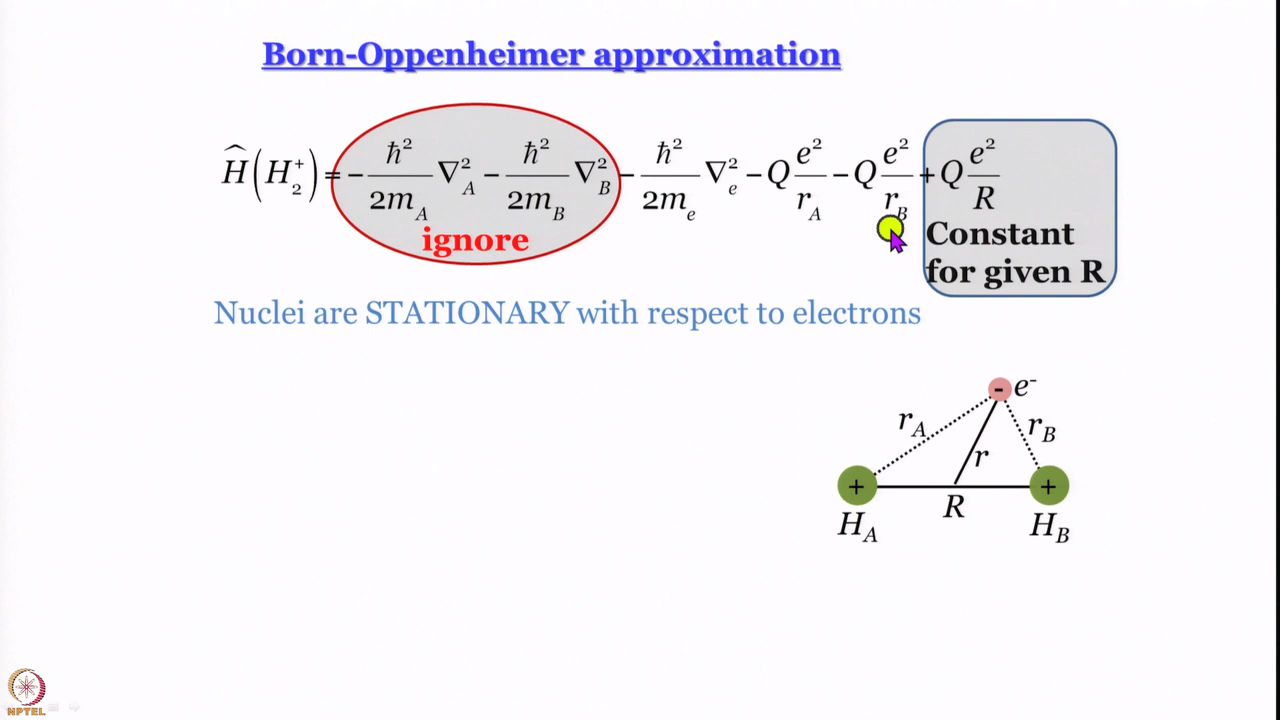 Born-Oppenheimer approximation
Ĥ(H₂⁺) = − ħ²/2m_A ∇²_A − ħ²/2m_B ∇²_B − ħ²/2m_e ∇²_e − Q e²/r_A − Q e²/r_B + Q e²/R
ignore
Constant
for given R
Nuclei are STATIONARY with respect to electrons
- e⁻
r_A
r_B
r
+
+
R
H_A
H_B
NPTEL